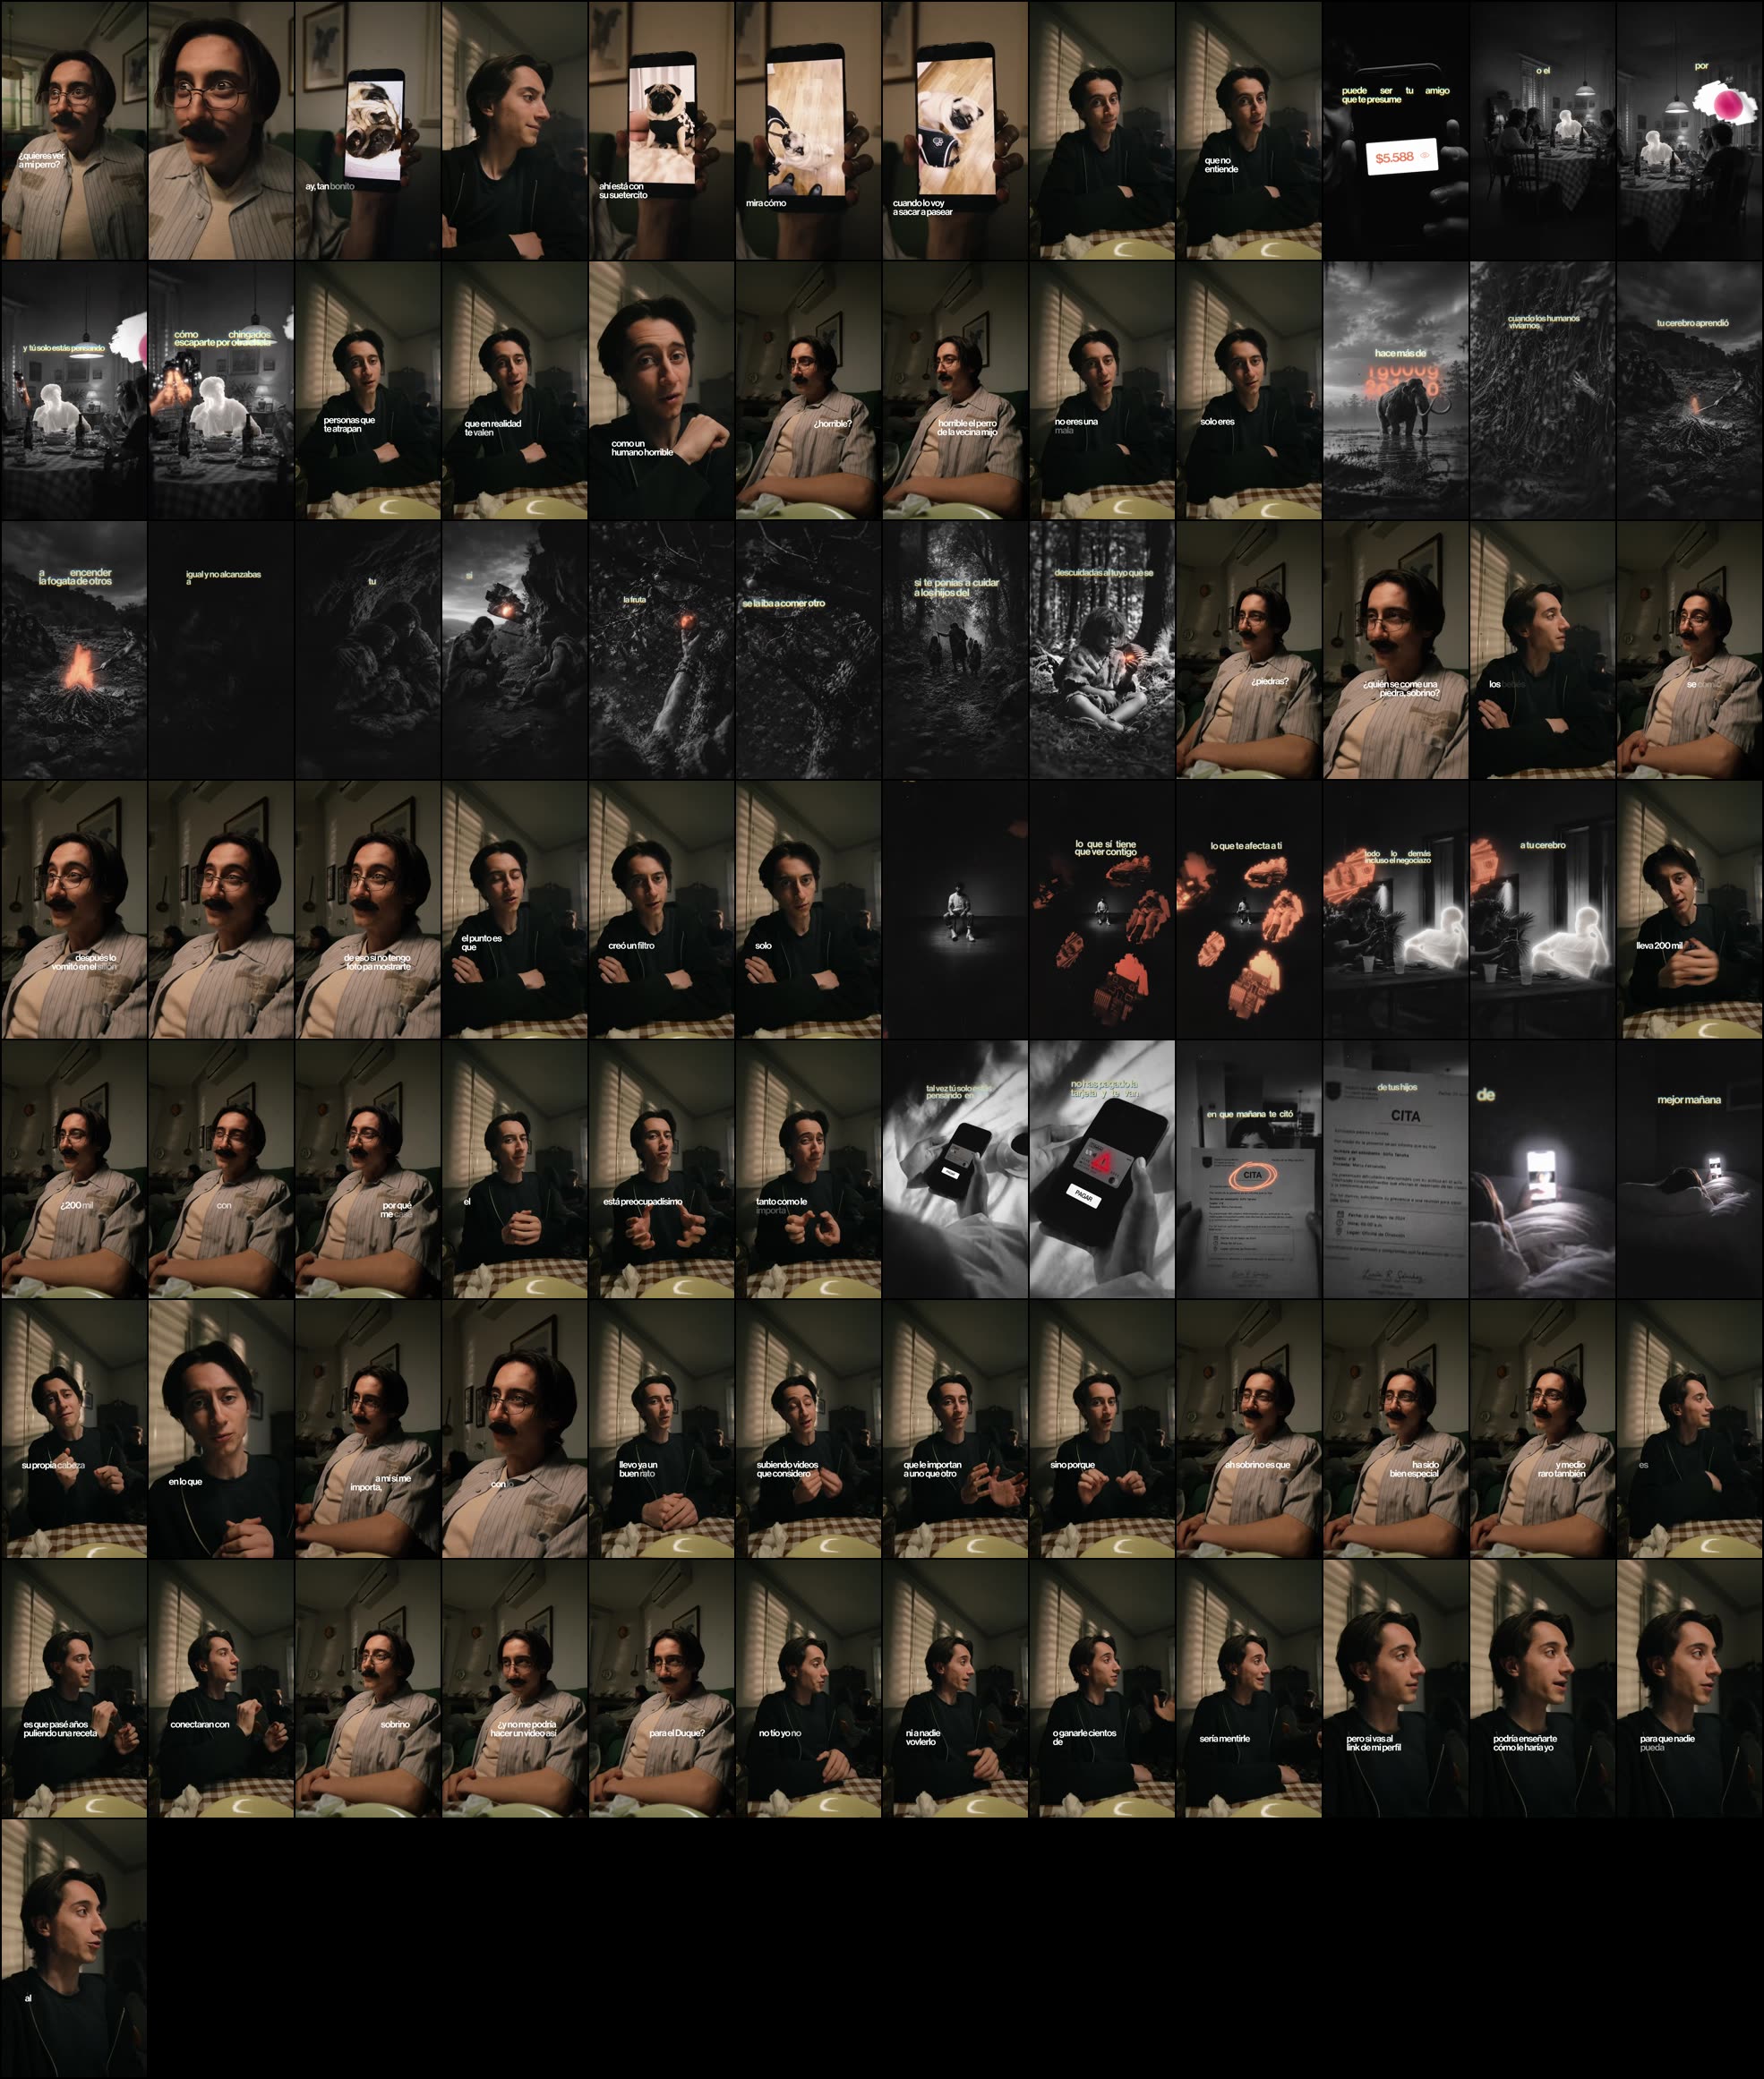 ¿quieres ver
a mi perro?
ay, tan bonito
ahí está con
su suetercito
mira cómo
cuando lo voy
a sacar a pasear
que no
entiende
puede ser tu amigo
que te presume
$5.588
o el
por
y tú solo estás pensando
cómo chingados
escaparte por
personas que
te atrapan
que en realidad
te valen
como un
humano horrible
¿horrible?
horrible el perro
de la vecina mijo
no eres una
mala
solo eres
hace más de
cuando los humanos
vivíamos
tu cerebro aprendió
a encender
la fogata de otros
igual y no alcanzabas
a
tu
si
la fruta
se la iba a comer otro
si te ponías a cuidar
a los hijos del
descuidadas al tuyo que se
¿piedras?
¿quién se come una
piedra, sobrino?
los
se
después lo
vomitó en el sillón
de eso sí no tengo
foto pa mostrarte
el punto es
que
creó un filtro
solo
lo que sí tiene
que ver contigo
lo que te afecta a ti
todo lo demás
incluso el negociazo
a tu cerebro
lleva 200 mil
¿200 mil
con
por qué
me casé
el
está preocupadísimo
tanto como le
importa
tal vez tú solo estás
pensando en
no has pagado la
tarjeta y te van
PAGAR
en que mañana te citó
CITA
de tus hijos
CITA
de
mejor mañana
su propia cabeza
en lo que
a mí sí me
importa,
con
llevo ya un
buen rato
subiendo videos
que considero
que le importan
a uno que otro
sino porque
ah sobrino es que
ha sido
bien especial
y medio
raro también
es
es que pasé años
puliendo una receta
conectaran con
sobrino
¿y no me podría
hacer un video así
para el Duque?
no tío yo no
ni a nadie
vovlerlo
o ganarle cientos
de
sería mentirle
pero si vas al
link de mi perfil
podría enseñarte
cómo le haría yo
para que nadie
pueda
al